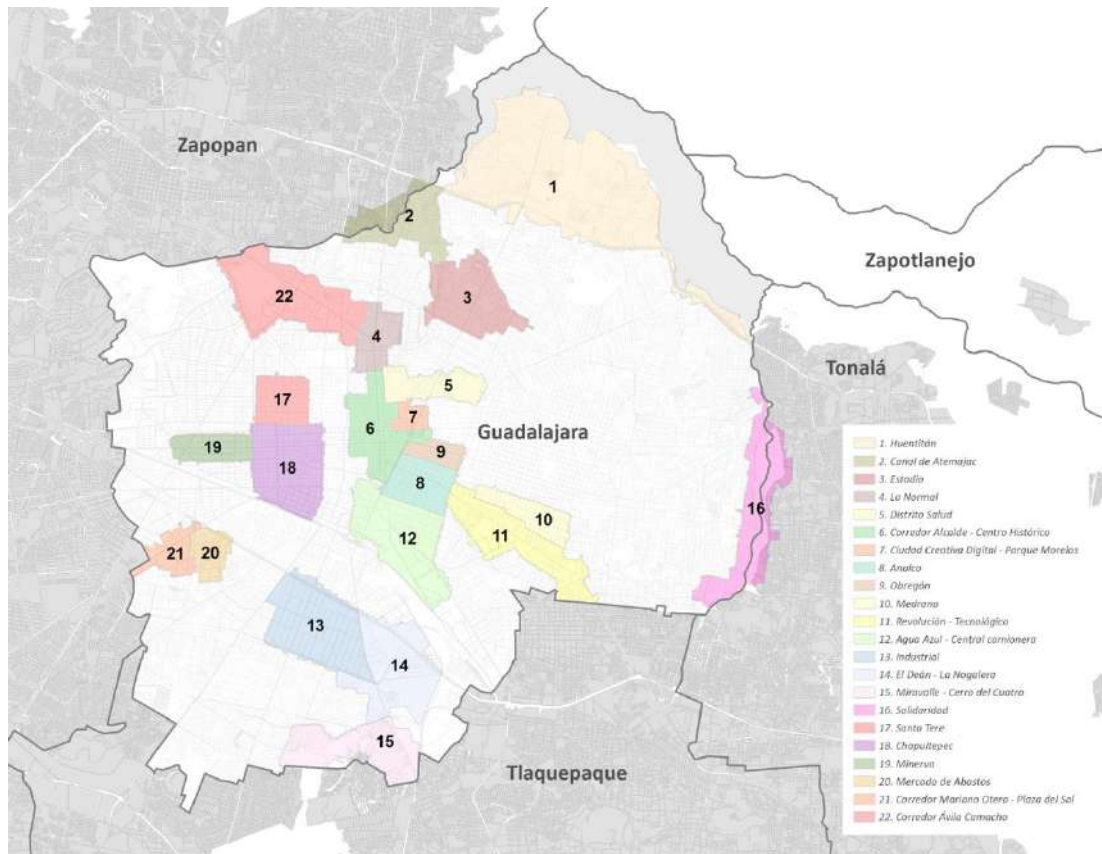 Zapopan
1
2
Zapotlanejo
22
3
4
Tonalá
5
17
7
6
Guadalajara
19
18
9
8
16
10
11
12
21
20
13
14
15
Tlaquepaque
1. Huentitán
2. Canal de Atemajac
3. Estadio
4. La Normal
5. Distrito Salud
6. Corredor Alcalde - Centro Histórico
7. Ciudad Creativa Digital - Parque Morelos
8. Analco
9. Obregón
10. Medrano
11. Revolución - Tecnológico
12. Agua Azul - Central camionera
13. Industrial
14. El Deán - La Nogalera
15. Miravalle - Cerro del Cuatro
16. Solidaridad
17. Santa Tere
18. Chapultepec
19. Minerva
20. Mercado de Abastos
21. Corredor Mariano Otero - Plaza del Sol
22. Corredor Ávila Camacho